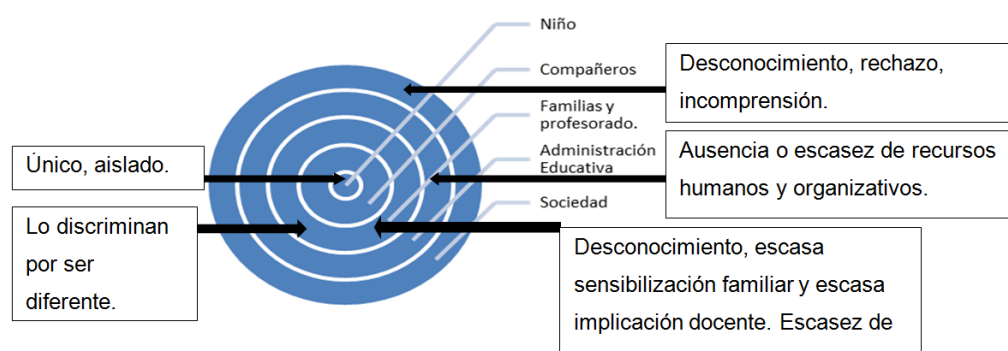 Niño
Compañeros
Familias y
profesorado.
Administración
Educativa
Sociedad
Desconocimiento, rechazo,
incomprensión.
Ausencia o escasez de recursos
humanos y organizativos.
Único, aislado.
Lo discriminan
por ser
diferente.
Desconocimiento, escasa
sensibilización familiar y escasa
implicación docente. Escasez de